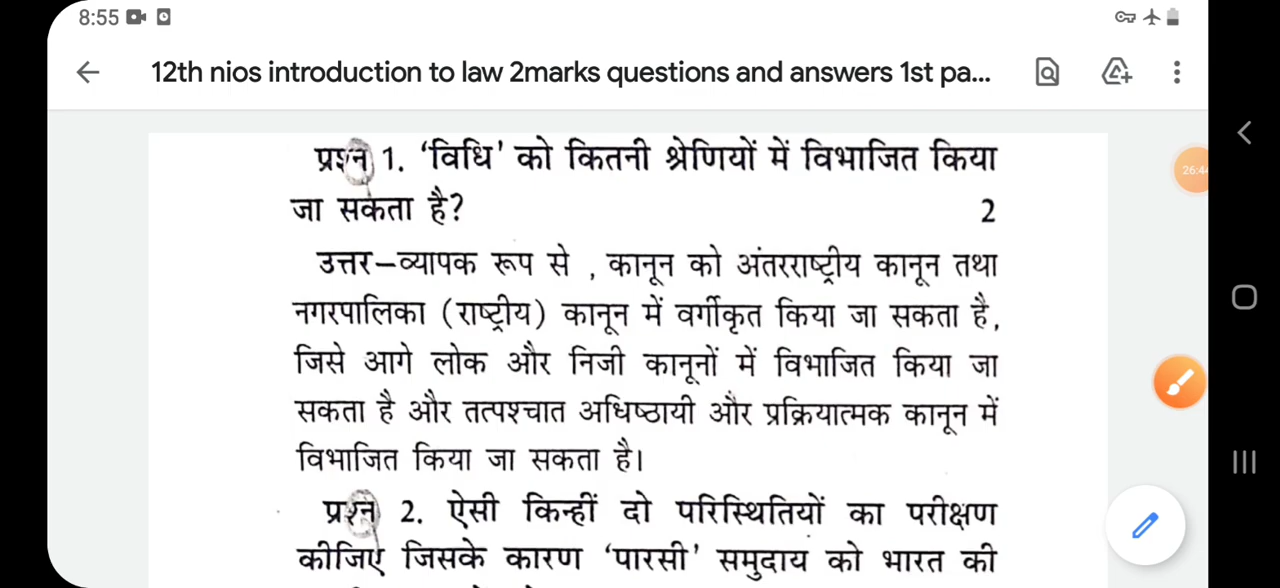 8:55
12th nios introduction to law 2marks questions and answers 1st pa...
26:4
प्रश्न 1. ‘विधि’ को कितनी श्रेणियों में विभाजित किया
जा सकता है? 2
उत्तर–व्यापक रूप से , कानून को अंतरराष्ट्रीय कानून तथा
नगरपालिका (राष्ट्रीय) कानून में वर्गीकृत किया जा सकता है,
जिसे आगे लोक और निजी कानूनों में विभाजित किया जा
सकता है और तत्पश्चात अधिष्ठायी और प्रक्रियात्मक कानून में
विभाजित किया जा सकता है।
प्रश्न 2. ऐसी किन्हीं दो परिस्थितियों का परीक्षण
कीजिए जिसके कारण ‘पारसी’ समुदाय को भारत की